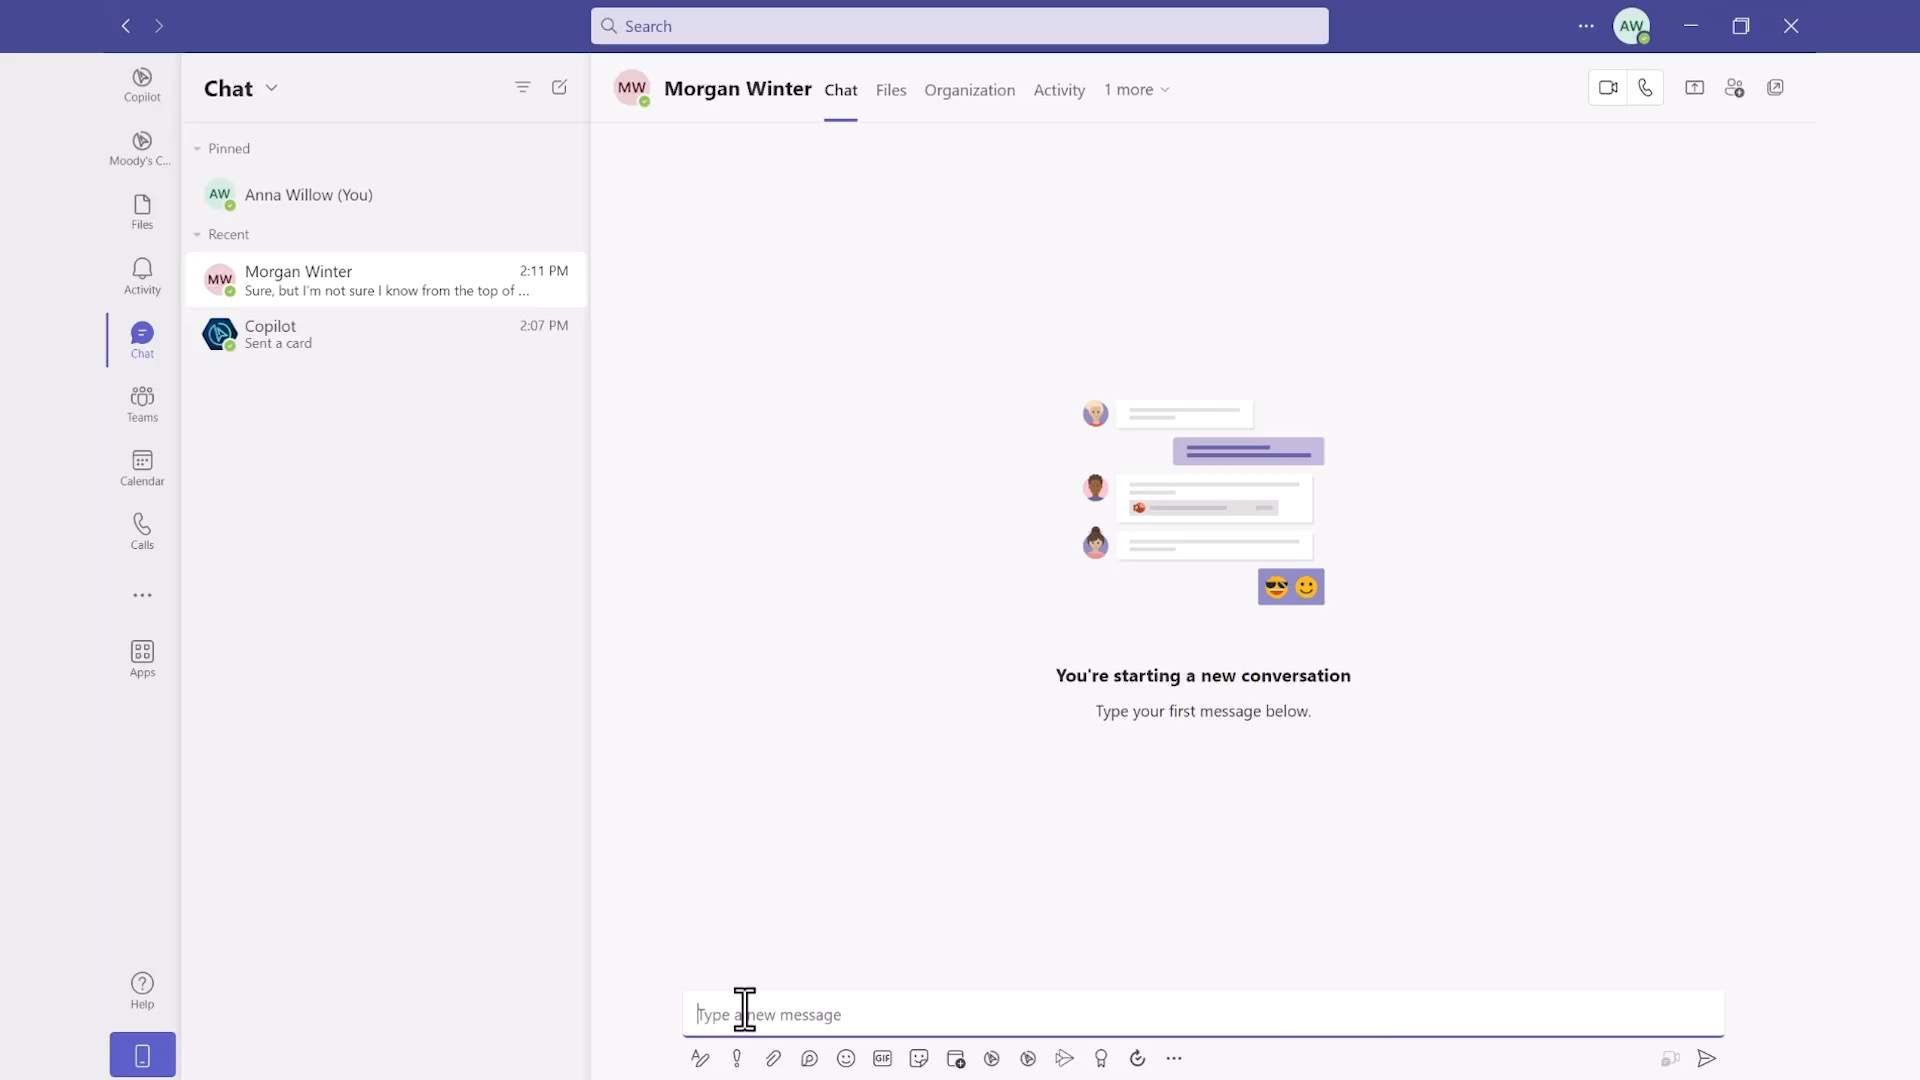 Search
AW
Copilot
Moody's C...
Files
Activity
Chat
Teams
Calendar
Calls
Apps
Help
Chat
Pinned
AW
Anna Willow (You)
Recent
MW
Morgan Winter
2:11 PM
Sure, but I'm not sure I know from the top of ...
Copilot
2:07 PM
Sent a card
MW
Morgan Winter
Chat
Files
Organization
Activity
1 more
You're starting a new conversation
Type your first message below.
Type a new message
GIF